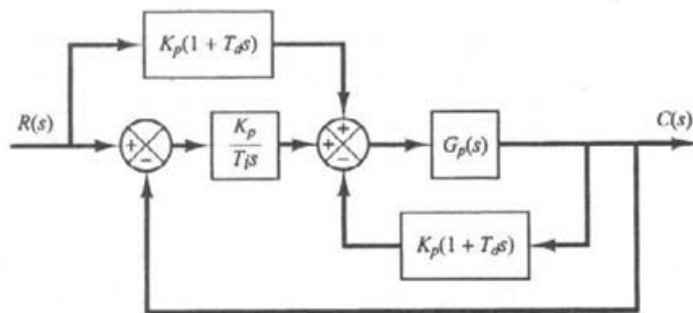 K_p(1 + T_d s)
R(s)
+
−
K_p
T_i s
+
+
−
G_p(s)
C(s)
K_p(1 + T_d s)